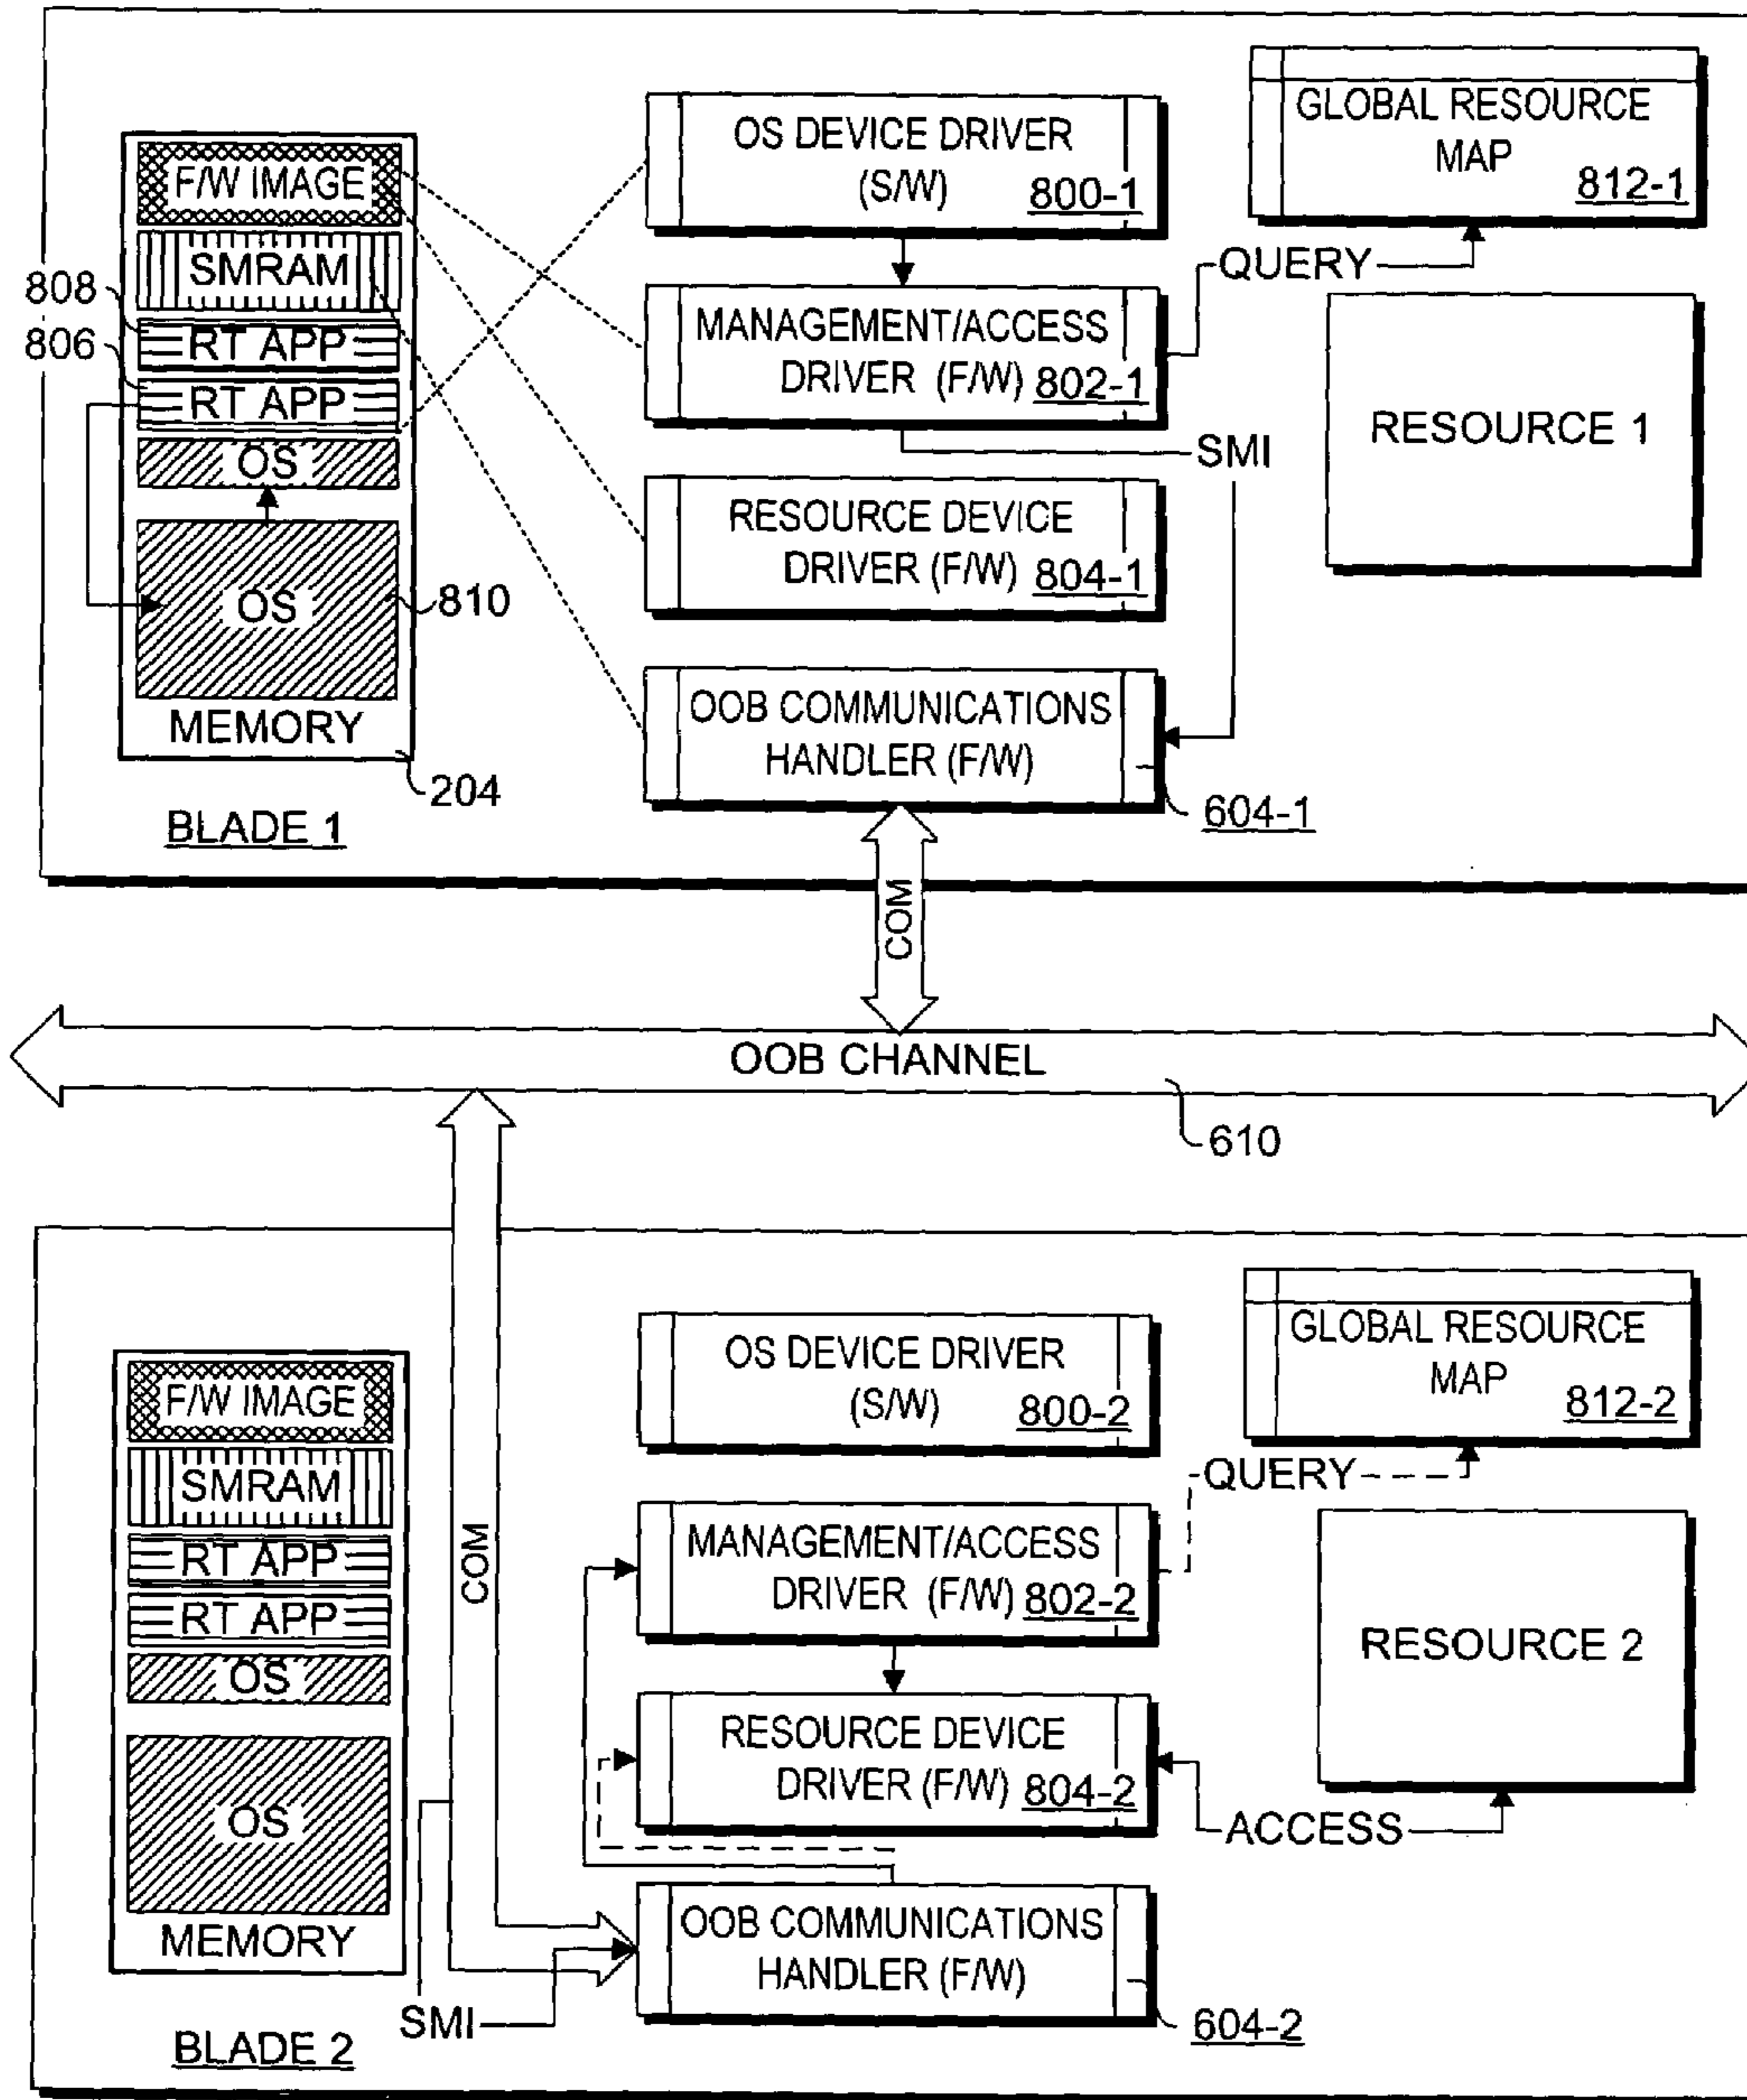 OS DEVICE DRIVER
(S/W) 800-1
GLOBAL RESOURCE
MAP
812-1
F/W IMAGE
SMRAM
808
RT APP
806
RT APP
OS
OS
810
MEMORY
204
BLADE 1
MANAGEMENT/ACCESS
DRIVER (F/W) 802-1
QUERY
SMI
RESOURCE 1
RESOURCE DEVICE
DRIVER (F/W) 804-1
OOB COMMUNICATIONS
HANDLER (F/W)
604-1
COM
OOB CHANNEL
610
OS DEVICE DRIVER
(S/W) 800-2
GLOBAL RESOURCE
MAP
812-2
F/W IMAGE
SMRAM
RT APP
RT APP
OS
OS
MEMORY
BLADE 2
COM
SMI
QUERY
MANAGEMENT/ACCESS
DRIVER (F/W) 802-2
RESOURCE 2
RESOURCE DEVICE
DRIVER (F/W) 804-2
ACCESS
OOB COMMUNICATIONS
HANDLER (F/W)
604-2